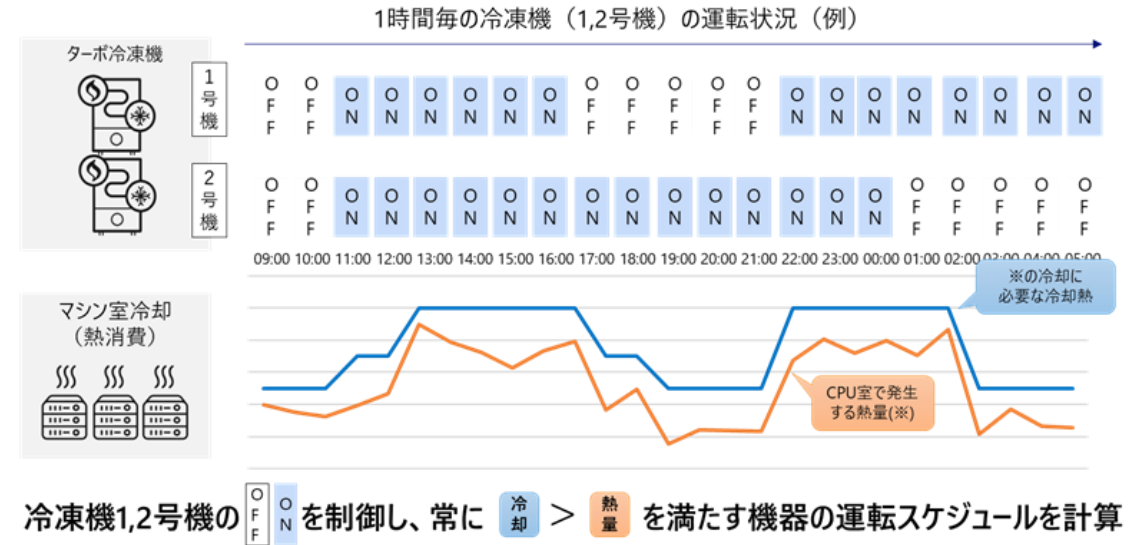 1時間毎の冷凍機（1,2号機）の運転状況（例）
ターボ冷凍機
1号機
OFF OFF ON ON ON ON ON ON OFF OFF OFF OFF OFF ON ON ON ON ON ON ON ON
2号機
OFF OFF ON ON ON ON ON ON ON ON ON ON ON ON ON ON OFF OFF OFF OFF OFF
09:00 10:00 11:00 12:00 13:00 14:00 15:00 16:00 17:00 18:00 19:00 20:00 21:00 22:00 23:00 00:00 01:00 02:00 03:00 04:00 05:00
※の冷却に
必要な冷却熱
マシン室冷却
（熱消費）
CPU室で発生
する熱量(※)
冷凍機1,2号機の OFF ON を制御し、常に 冷却 ＞ 熱量 を満たす機器の運転スケジュールを計算